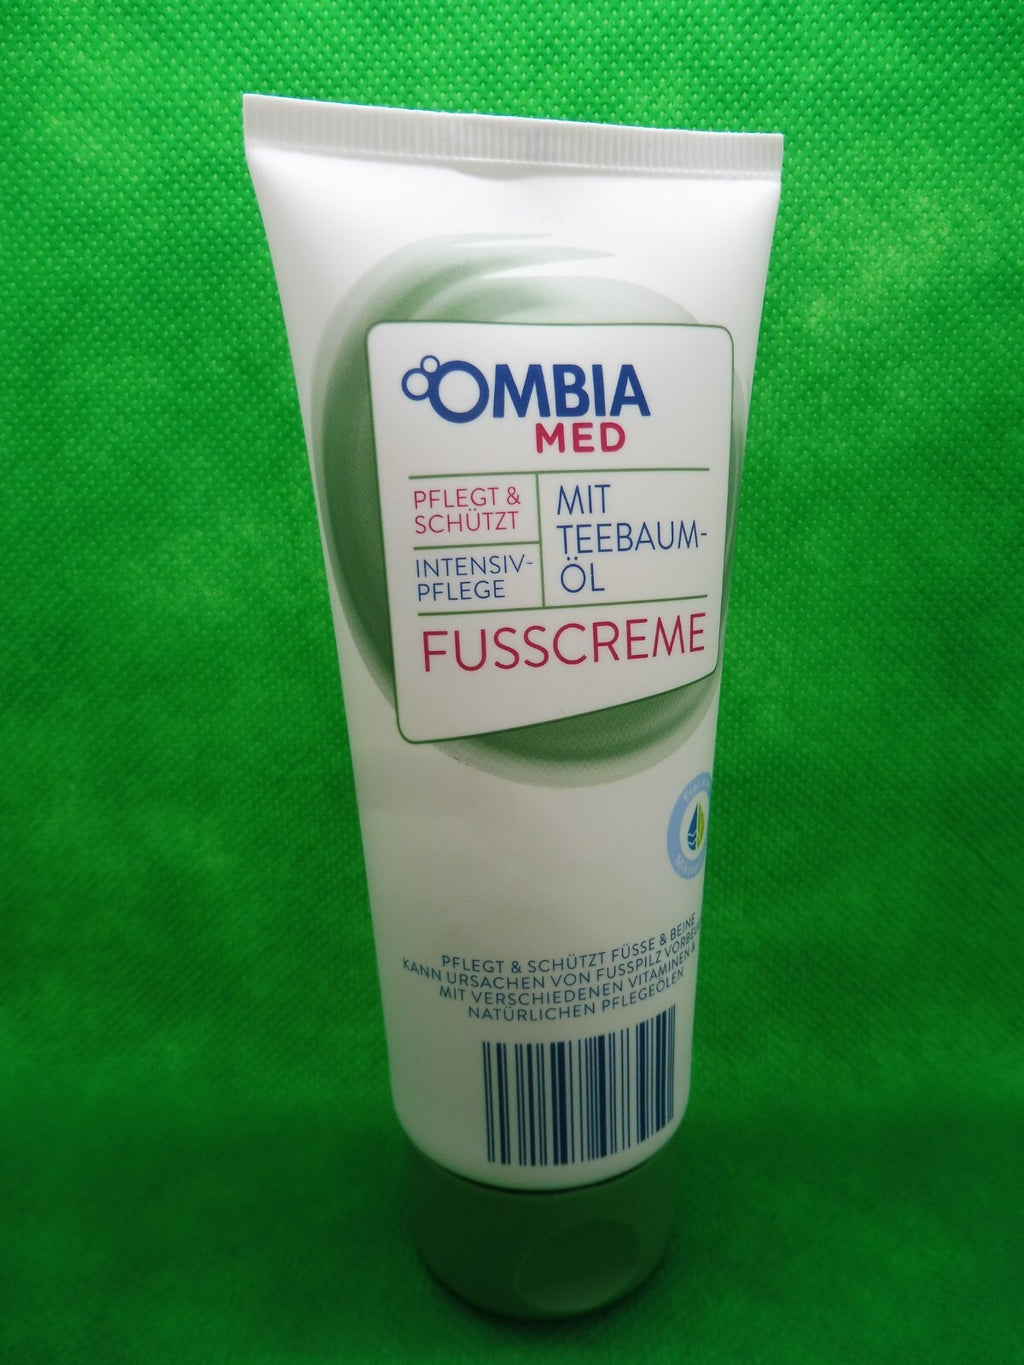 OMBIA
MED
PFLEGT &
SCHÜTZT
INTENSIV-
PFLEGE
MIT
TEEBAUM-
ÖL
FUSSCREME
PFLEGT & SCHÜTZT FÜSSE & BEINE
KANN URSACHEN VON FUSSPILZ
MIT VERSCHIEDENEN VITAMINEN &
NATÜRLICHEN PFLEGEÖLEN